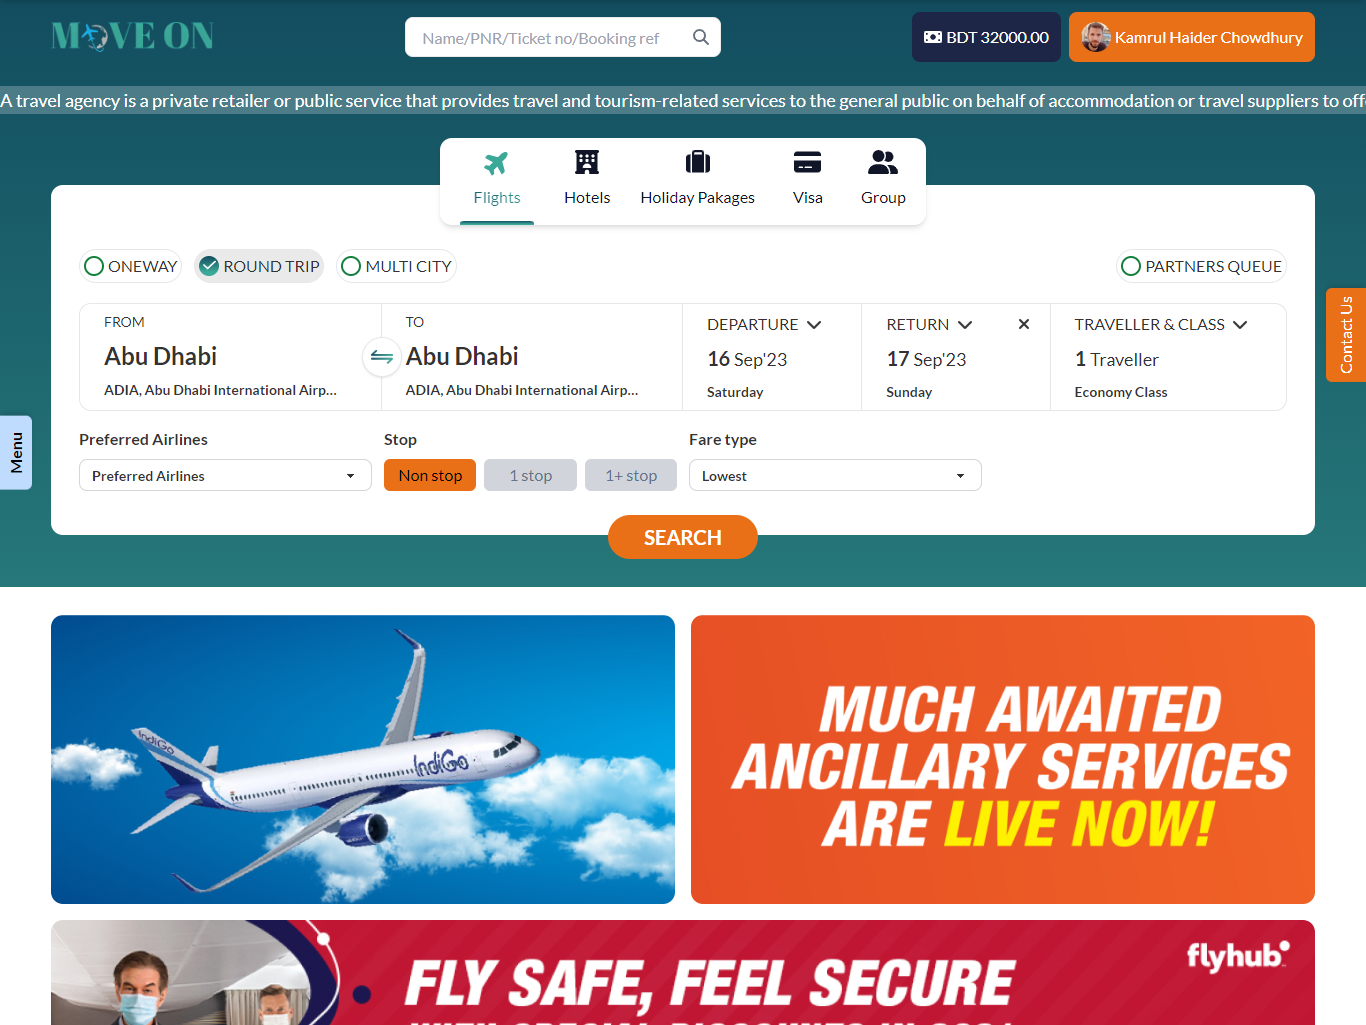 MOVE ON
Name/PNR/Ticket no/Booking ref
BDT 32000.00
Kamrul Haider Chowdhury
A travel agency is a private retailer or public service that provides travel and tourism-related services to the general public on behalf of accommodation or travel suppliers to off
Flights
Hotels
Holiday Pakages
Visa
Group
ONEWAY
ROUND TRIP
MULTI CITY
PARTNERS QUEUE
FROM
Abu Dhabi
ADIA, Abu Dhabi International Airp...
TO
Abu Dhabi
ADIA, Abu Dhabi International Airp...
DEPARTURE
16 Sep'23
Saturday
RETURN
17 Sep'23
Sunday
TRAVELLER & CLASS
1 Traveller
Economy Class
Contact Us
Menu
Preferred Airlines
Preferred Airlines
Stop
Non stop
1 stop
1+ stop
Fare type
Lowest
SEARCH
IndiGo
IndiGo
MUCH AWAITED
ANCILLARY SERVICES
ARE LIVE NOW!
flyhub
FLY SAFE, FEEL SECURE